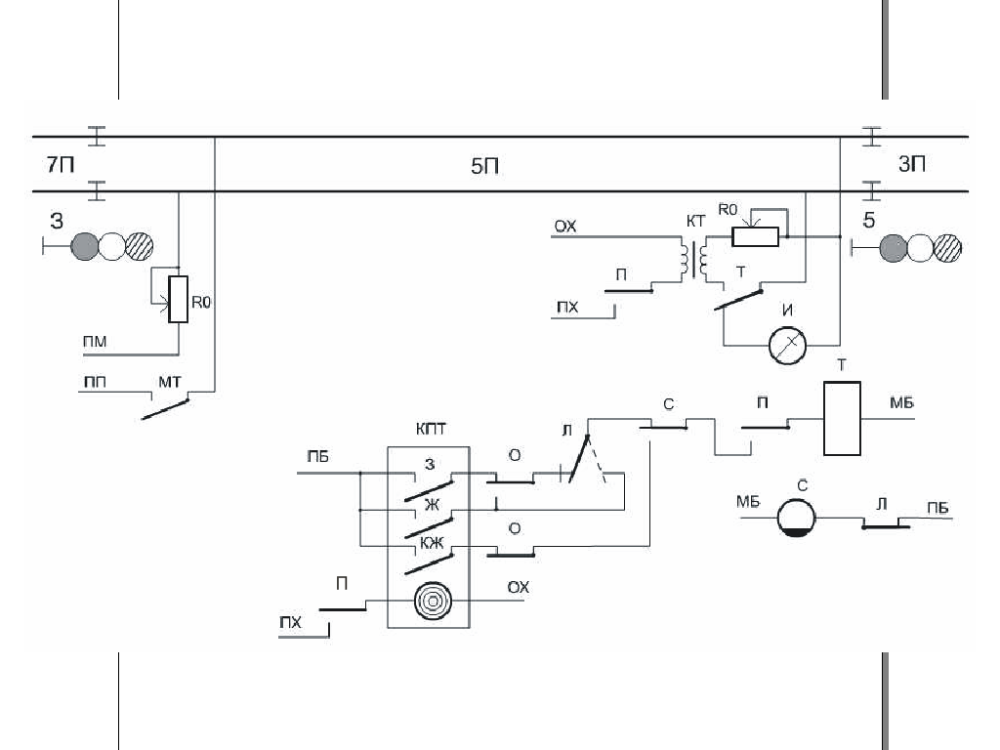 7П
5П
3П
3
5
ОХ
КТ
R0
П
Т
ПХ
И
R0
ПМ
ПП
МТ
Т
С
П
МБ
КПТ
Л
ПБ
З
О
Ж
О
КЖ
МБ
С
Л
ПБ
П
ОХ
ПХ